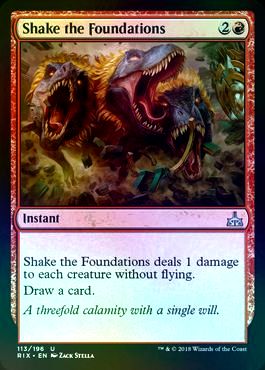 Shake the Foundations 2
Instant
Shake the Foundations deals 1 damage
to each creature without flying.
Draw a card.
A threefold calamity with a single will.
113/196 U
RIX • EN ZACK STELLA
™ & © 2018 Wizards of the Coast